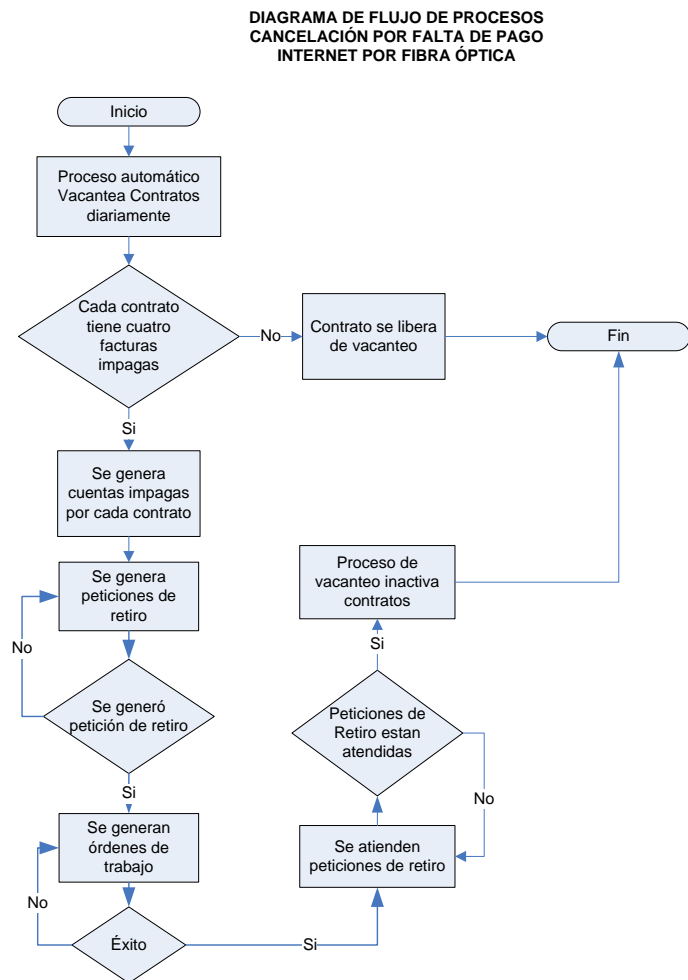 DIAGRAMA DE FLUJO DE PROCESOS
CANCELACIÓN POR FALTA DE PAGO
INTERNET POR FIBRA ÓPTICA
Inicio
Proceso automático
Vacantea Contratos
diariamente
Cada contrato
tiene cuatro
facturas
impagas
No
Contrato se libera
de vacanteo
Fin
Si
Se genera
cuentas impagas
por cada contrato
Se genera
peticiones de
retiro
No
Se generó
petición de retiro
Si
Se generan
órdenes de
trabajo
No
Éxito
Si
Se atienden
peticiones de retiro
No
Peticiones de
Retiro estan
atendidas
Si
Proceso de
vacanteo inactiva
contratos